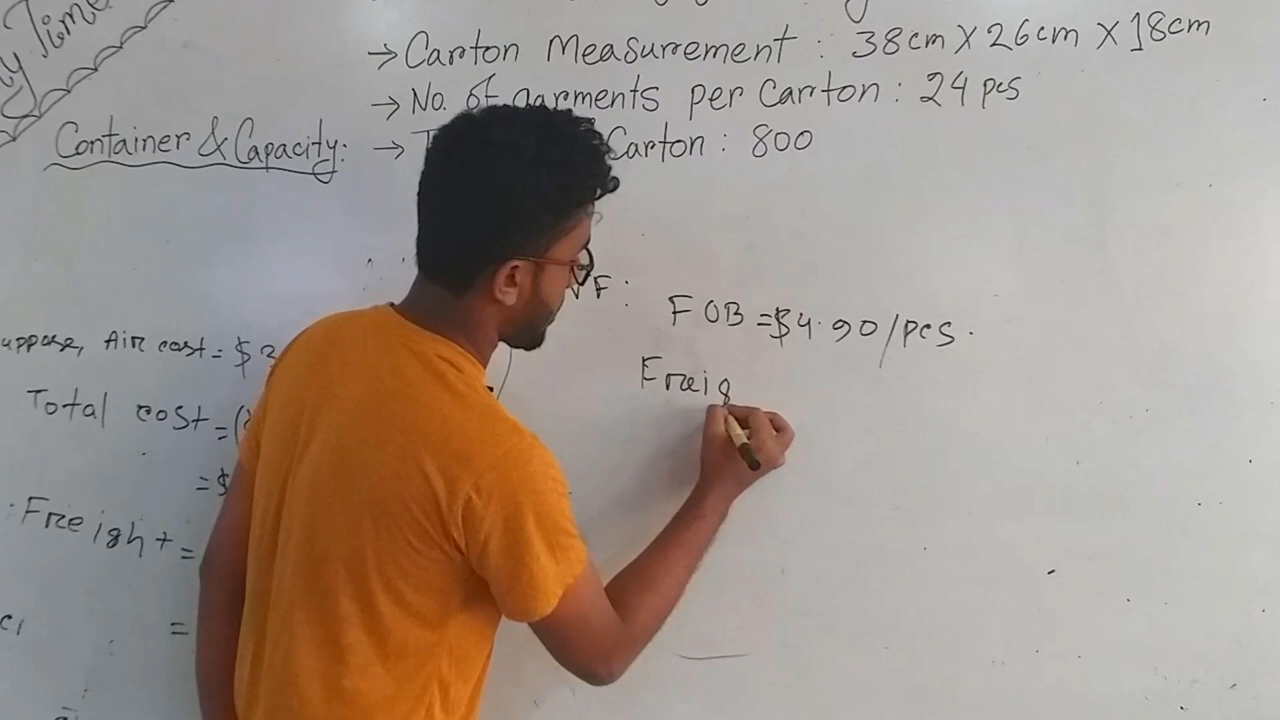 Time
→ Carton Measurement : 38cm X 26cm X 18cm
→ No. of garments per Carton : 24 pcs
Container & Capacity: → Carton : 800
F :
FOB = $4.90/pcs.
uppose, Air cost = $
Freig
Total cost = (
= $
Freight =
=